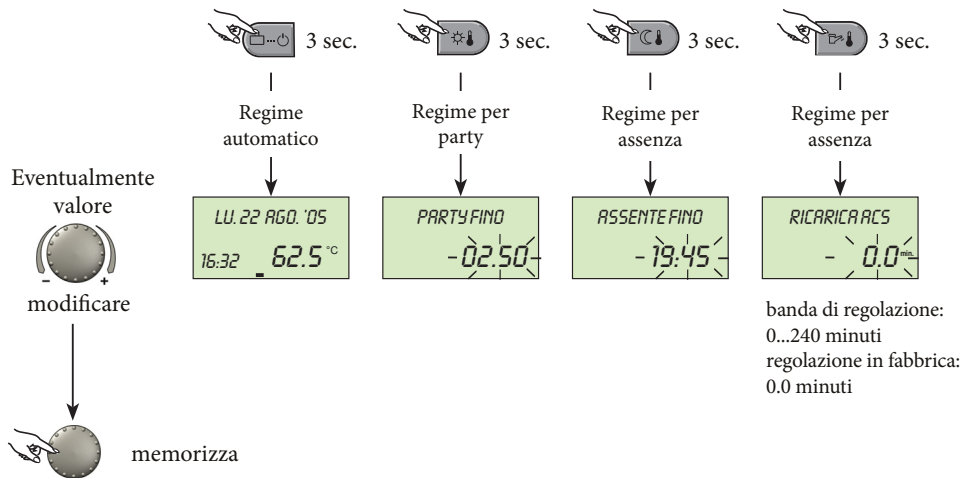 3 sec.
3 sec.
3 sec.
3 sec.
Regime
automatico
Regime per
party
Regime per
assenza
Regime per
assenza
Eventualmente
valore
- +
modificare
LU. 22 AGO. '05
16:32 62.5 °C
PARTY FINO
- 02.50
ASSENTE FINO
- 19:45
RICARICA ACS
- 0.0 min.
banda di regolazione:
0...240 minuti
regolazione in fabbrica:
0.0 minuti
memorizza